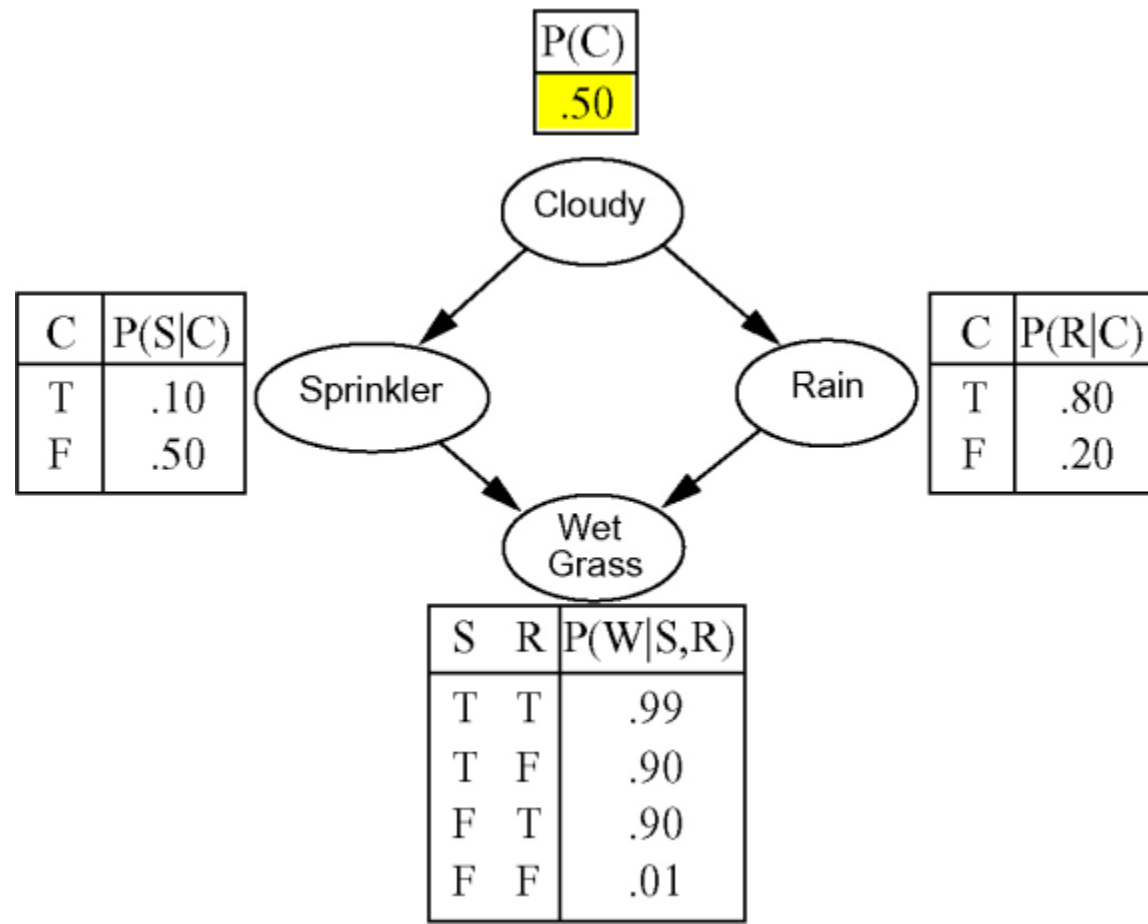 P(C)
.50
Cloudy
C P(S|C)
T .10
F .50
Sprinkler
Rain
C P(R|C)
T .80
F .20
Wet
Grass
S R P(W|S,R)
T T .99
T F .90
F T .90
F F .01